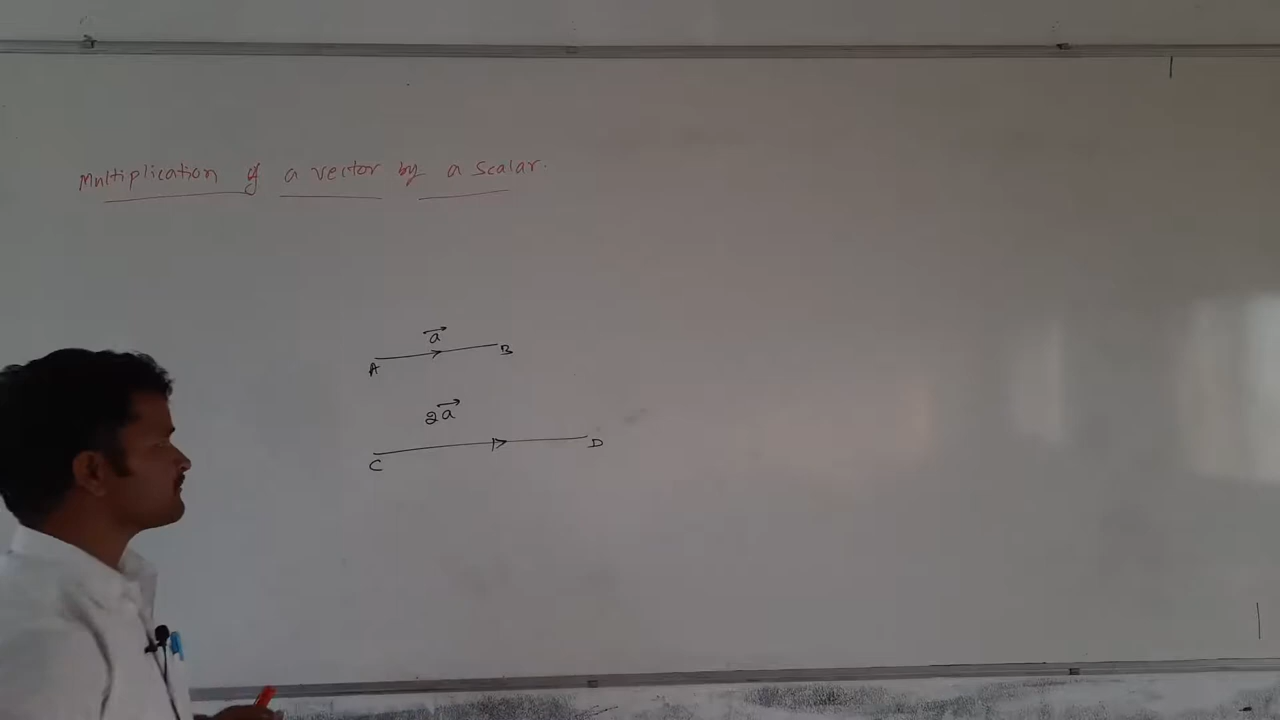 Multiplication of a vector by a scalar.
a⃗
A B
2a⃗
C D